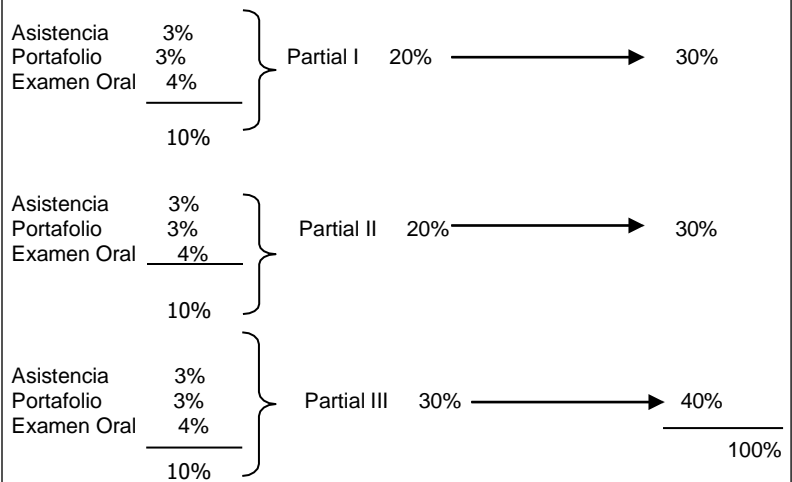 Asistencia 3%
Portafolio 3% Partial I 20% 30%
Examen Oral 4%
10%
Asistencia 3%
Portafolio 3% Partial II 20% 30%
Examen Oral 4%
10%
Asistencia 3%
Portafolio 3% Partial III 30% 40%
Examen Oral 4%
100%
10%